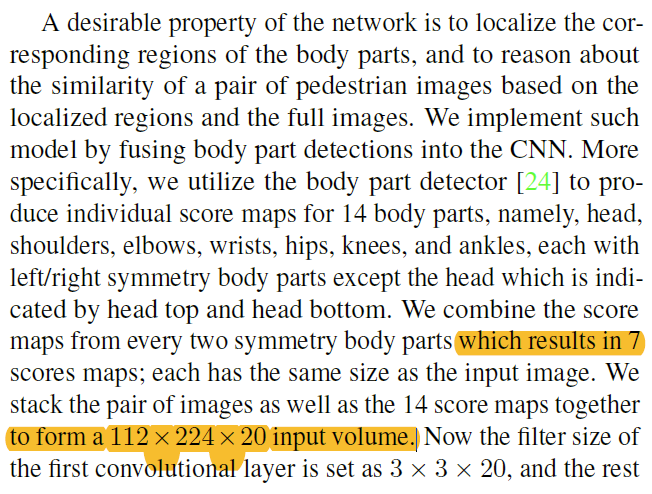 A desirable property of the network is to localize the cor-
responding regions of the body parts, and to reason about
the similarity of a pair of pedestrian images based on the
localized regions and the full images. We implement such
model by fusing body part detections into the CNN. More
specifically, we utilize the body part detector [24] to pro-
duce individual score maps for 14 body parts, namely, head,
shoulders, elbows, wrists, hips, knees, and ankles, each with
left/right symmetry body parts except the head which is indi-
cated by head top and head bottom. We combine the score
maps from every two symmetry body parts which results in 7
scores maps; each has the same size as the input image. We
stack the pair of images as well as the 14 score maps together
to form a 112 × 224 × 20 input volume. Now the filter size of
the first convolutional layer is set as 3 × 3 × 20, and the rest